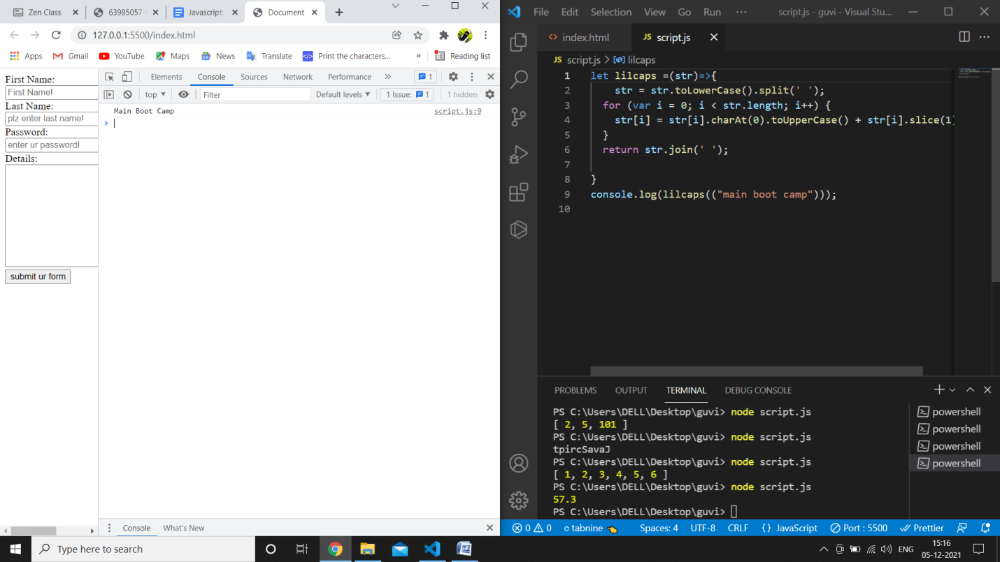 Zen Class
63985057-
Javascript:
Document
127.0.0.1:5500/index.html
Apps
Gmail
YouTube
Maps
News
Translate
Print the characters...
»
Reading list
First Name:
First Name!
Last Name:
plz enter last name!
Password:
enter ur password!
Details:
submit ur form
Elements
Console
Sources
Network
Performance
»
1
top
Filter
Default levels
1 Issue:
1
1 hidden
Main Boot Camp
script.js:9
Console
What's New
File Edit Selection View Go Run ···
script.js - guvi - Visual Stu...
index.html
JS script.js
JS script.js > lilcaps
1 let lilcaps =(str)=>{
2 str = str.toLowerCase().split(' ');
3 for (var i = 0; i < str.length; i++) {
4 str[i] = str[i].charAt(0).toUpperCase() + str[i].slice(1)
5 }
6 return str.join(' ');
7
8 }
9 console.log(lilcaps(("main boot camp")));
10
PROBLEMS OUTPUT TERMINAL DEBUG CONSOLE
PS C:\Users\DELL\Desktop\guvi> node script.js
[ 2, 5, 101 ]
PS C:\Users\DELL\Desktop\guvi> node script.js
tpircSavaJ
PS C:\Users\DELL\Desktop\guvi> node script.js
[ 1, 2, 3, 4, 5, 6 ]
PS C:\Users\DELL\Desktop\guvi> node script.js
57.3
PS C:\Users\DELL\Desktop\guvi>
powershell
powershell
powershell
powershell
0 0 tabnine Spaces: 4 UTF-8 CRLF {} JavaScript Port : 5500 Prettier
Type here to search
ENG
15:16
05-12-2021